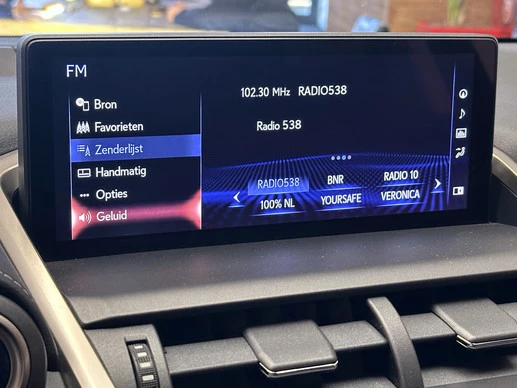 FM
102.30 MHz RADIO538
Radio 538
Bron
Favorieten
Zenderlijst
Handmatig
Opties
Geluid
RADIO538 BNR RADIO 10
100% NL YOURSAFE VERONICA